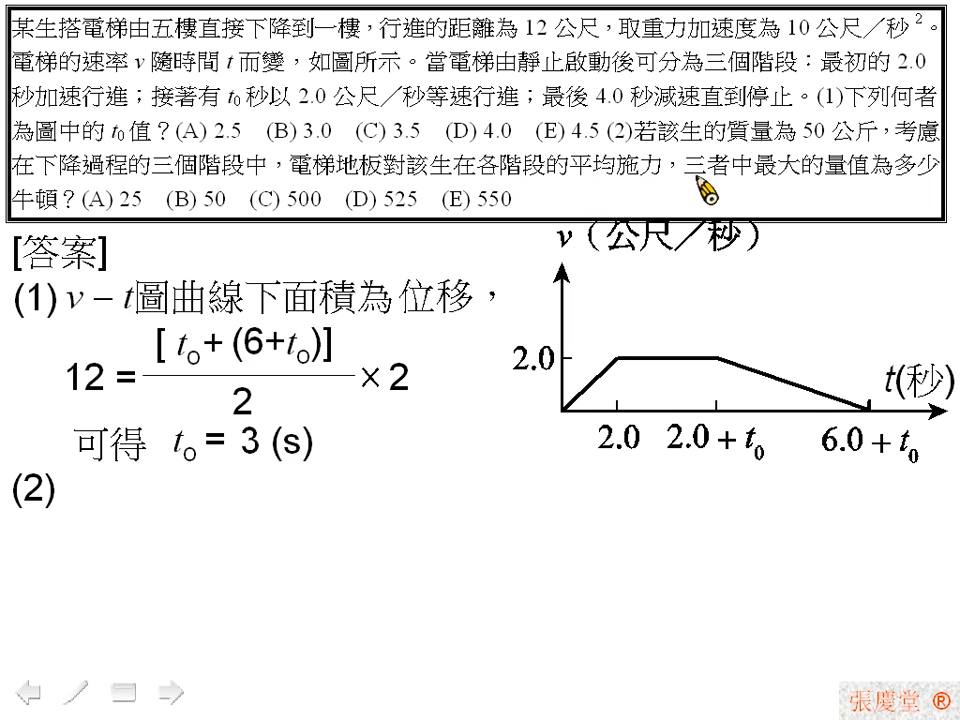 某生搭電梯由五樓直接下降到一樓，行進的距離為 12 公尺，取重力加速度為 10 公尺／秒²。
電梯的速率 v 隨時間 t 而變，如圖所示。當電梯由靜止啟動後可分為三個階段：最初的 2.0
秒加速行進；接著有 t₀ 秒以 2.0 公尺／秒等速行進；最後 4.0 秒減速直到停止。(1)下列何者
為圖中的 t₀ 值？(A) 2.5 (B) 3.0 (C) 3.5 (D) 4.0 (E) 4.5 (2)若該生的質量為 50 公斤，考慮
在下降過程的三個階段中，電梯地板對該生在各階段的平均施力，三者中最大的量值為多少
牛頓？(A) 25 (B) 50 (C) 500 (D) 525 (E) 550
[答案]
(1) v – t圖曲線下面積為位移，
12 = [ t₀ + (6+t₀)] / 2 × 2
可得 t₀ = 3 (s)
(2)
v（公尺／秒）
2.0
t(秒)
2.0 2.0 + t₀ 6.0 + t₀
張慶堂 ®